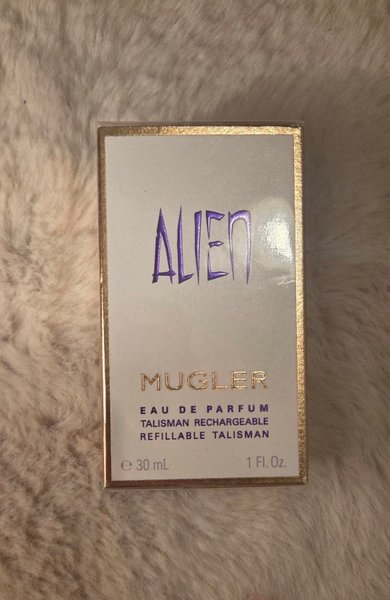 ALIEN
MUGLER
EAU DE PARFUM
TALISMAN RECHARGEABLE
REFILLABLE TALISMAN
℮ 30 mL 1 Fl. Oz.